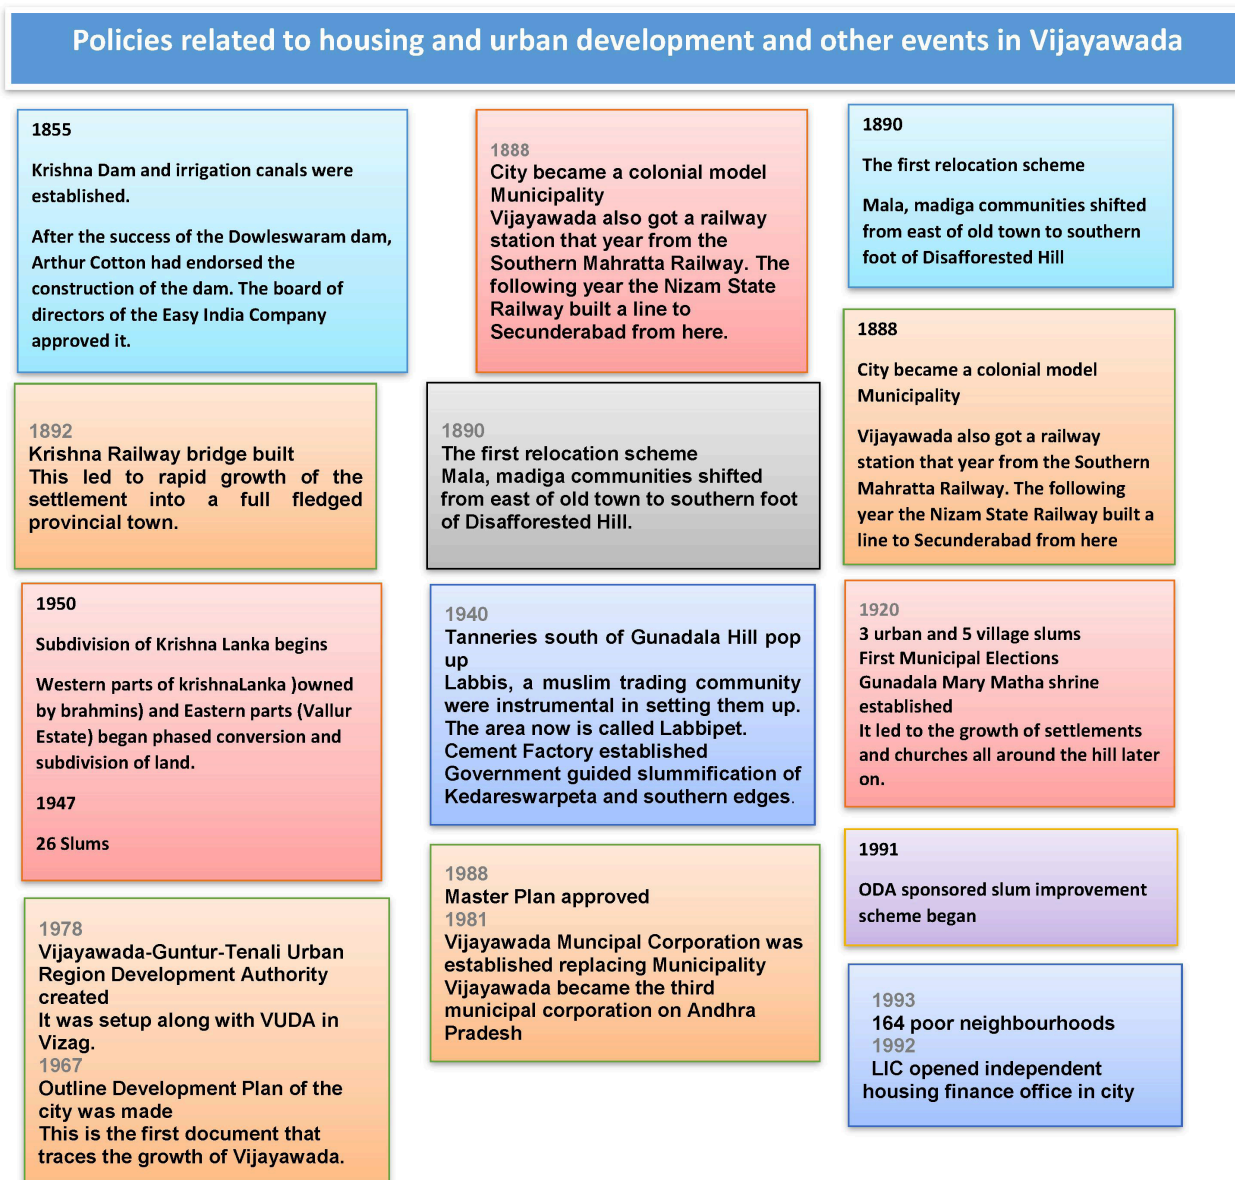 Policies related to housing and urban development and other events in Vijayawada
1855
Krishna Dam and irrigation canals were
established.
After the success of the Dowleswaram dam,
Arthur Cotton had endorsed the
construction of the dam. The board of
directors of the Easy India Company
approved it.
1888
City became a colonial model
Municipality
Vijayawada also got a railway
station that year from the
Southern Mahratta Railway. The
following year the Nizam State
Railway built a line to
Secunderabad from here.
1890
The first relocation scheme
Mala, madiga communities shifted
from east of old town to southern
foot of Disafforested Hill
1892
Krishna Railway bridge built
This led to rapid growth of the
settlement into a full fledged
provincial town.
1890
The first relocation scheme
Mala, madiga communities shifted
from east of old town to southern foot
of Disafforested Hill.
1888
City became a colonial model
Municipality
Vijayawada also got a railway
station that year from the Southern
Mahratta Railway. The following
year the Nizam State Railway built a
line to Secunderabad from here
1950
Subdivision of Krishna Lanka begins
Western parts of krishnaLanka )owned
by brahmins) and Eastern parts (Vallur
Estate) began phased conversion and
subdivision of land.
1947
26 Slums
1940
Tanneries south of Gunadala Hill pop
up
Labbis, a muslim trading community
were instrumental in setting them up.
The area now is called Labbipet.
Cement Factory established
Government guided slummification of
Kedareswarpeta and southern edges.
1920
3 urban and 5 village slums
First Municipal Elections
Gunadala Mary Matha shrine
established
It led to the growth of settlements
and churches all around the hill later
on.
1978
Vijayawada-Guntur-Tenali Urban
Region Development Authority
created
It was setup along with VUDA in
Vizag.
1967
Outline Development Plan of the
city was made
This is the first document that
traces the growth of Vijayawada.
1988
Master Plan approved
1981
Vijayawada Muncipal Corporation was
established replacing Municipality
Vijayawada became the third
municipal corporation on Andhra
Pradesh
1991
ODA sponsored slum improvement
scheme began
1993
164 poor neighbourhoods
1992
LIC opened independent
housing finance office in city